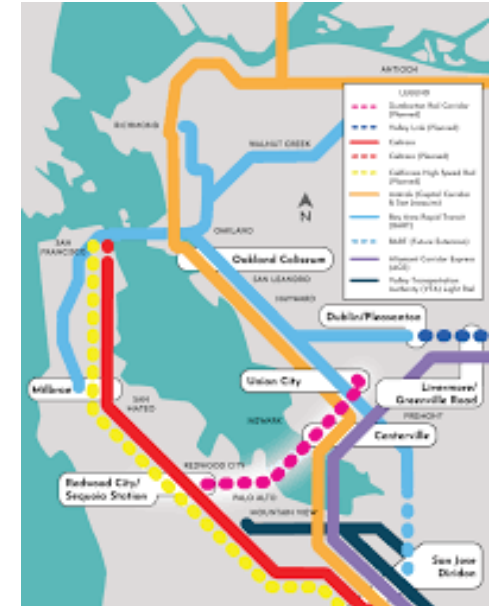 ANTIOCH
LEGEND
Dumbarton Rail Corridor
(Planned)
Valley Link (Planned)
Caltrain
Caltrain (Planned)
California High Speed Rail
(Planned)
Amtrak (Capitol Corridor
& San Joaquins)
Bay Area Rapid Transit
(BART)
BART (Future Extension)
Altamont Corridor Express
(ACE)
Valley Transportation
Authority (VTA) Light Rail
RICHMOND
WALNUT CREEK
N
OAKLAND
SAN
FRANCISCO
Oakland Coliseum
SAN LEANDRO
HAYWARD
Dublin/Pleasanton
Union City
Livermore/
Greenville Road
Millbrae
SAN
MATEO
NEWARK
FREMONT
Centerville
REDWOOD CITY
Redwood City/
Sequoia Station
PALO ALTO
MOUNTAIN VIEW
San Jose
Diridon